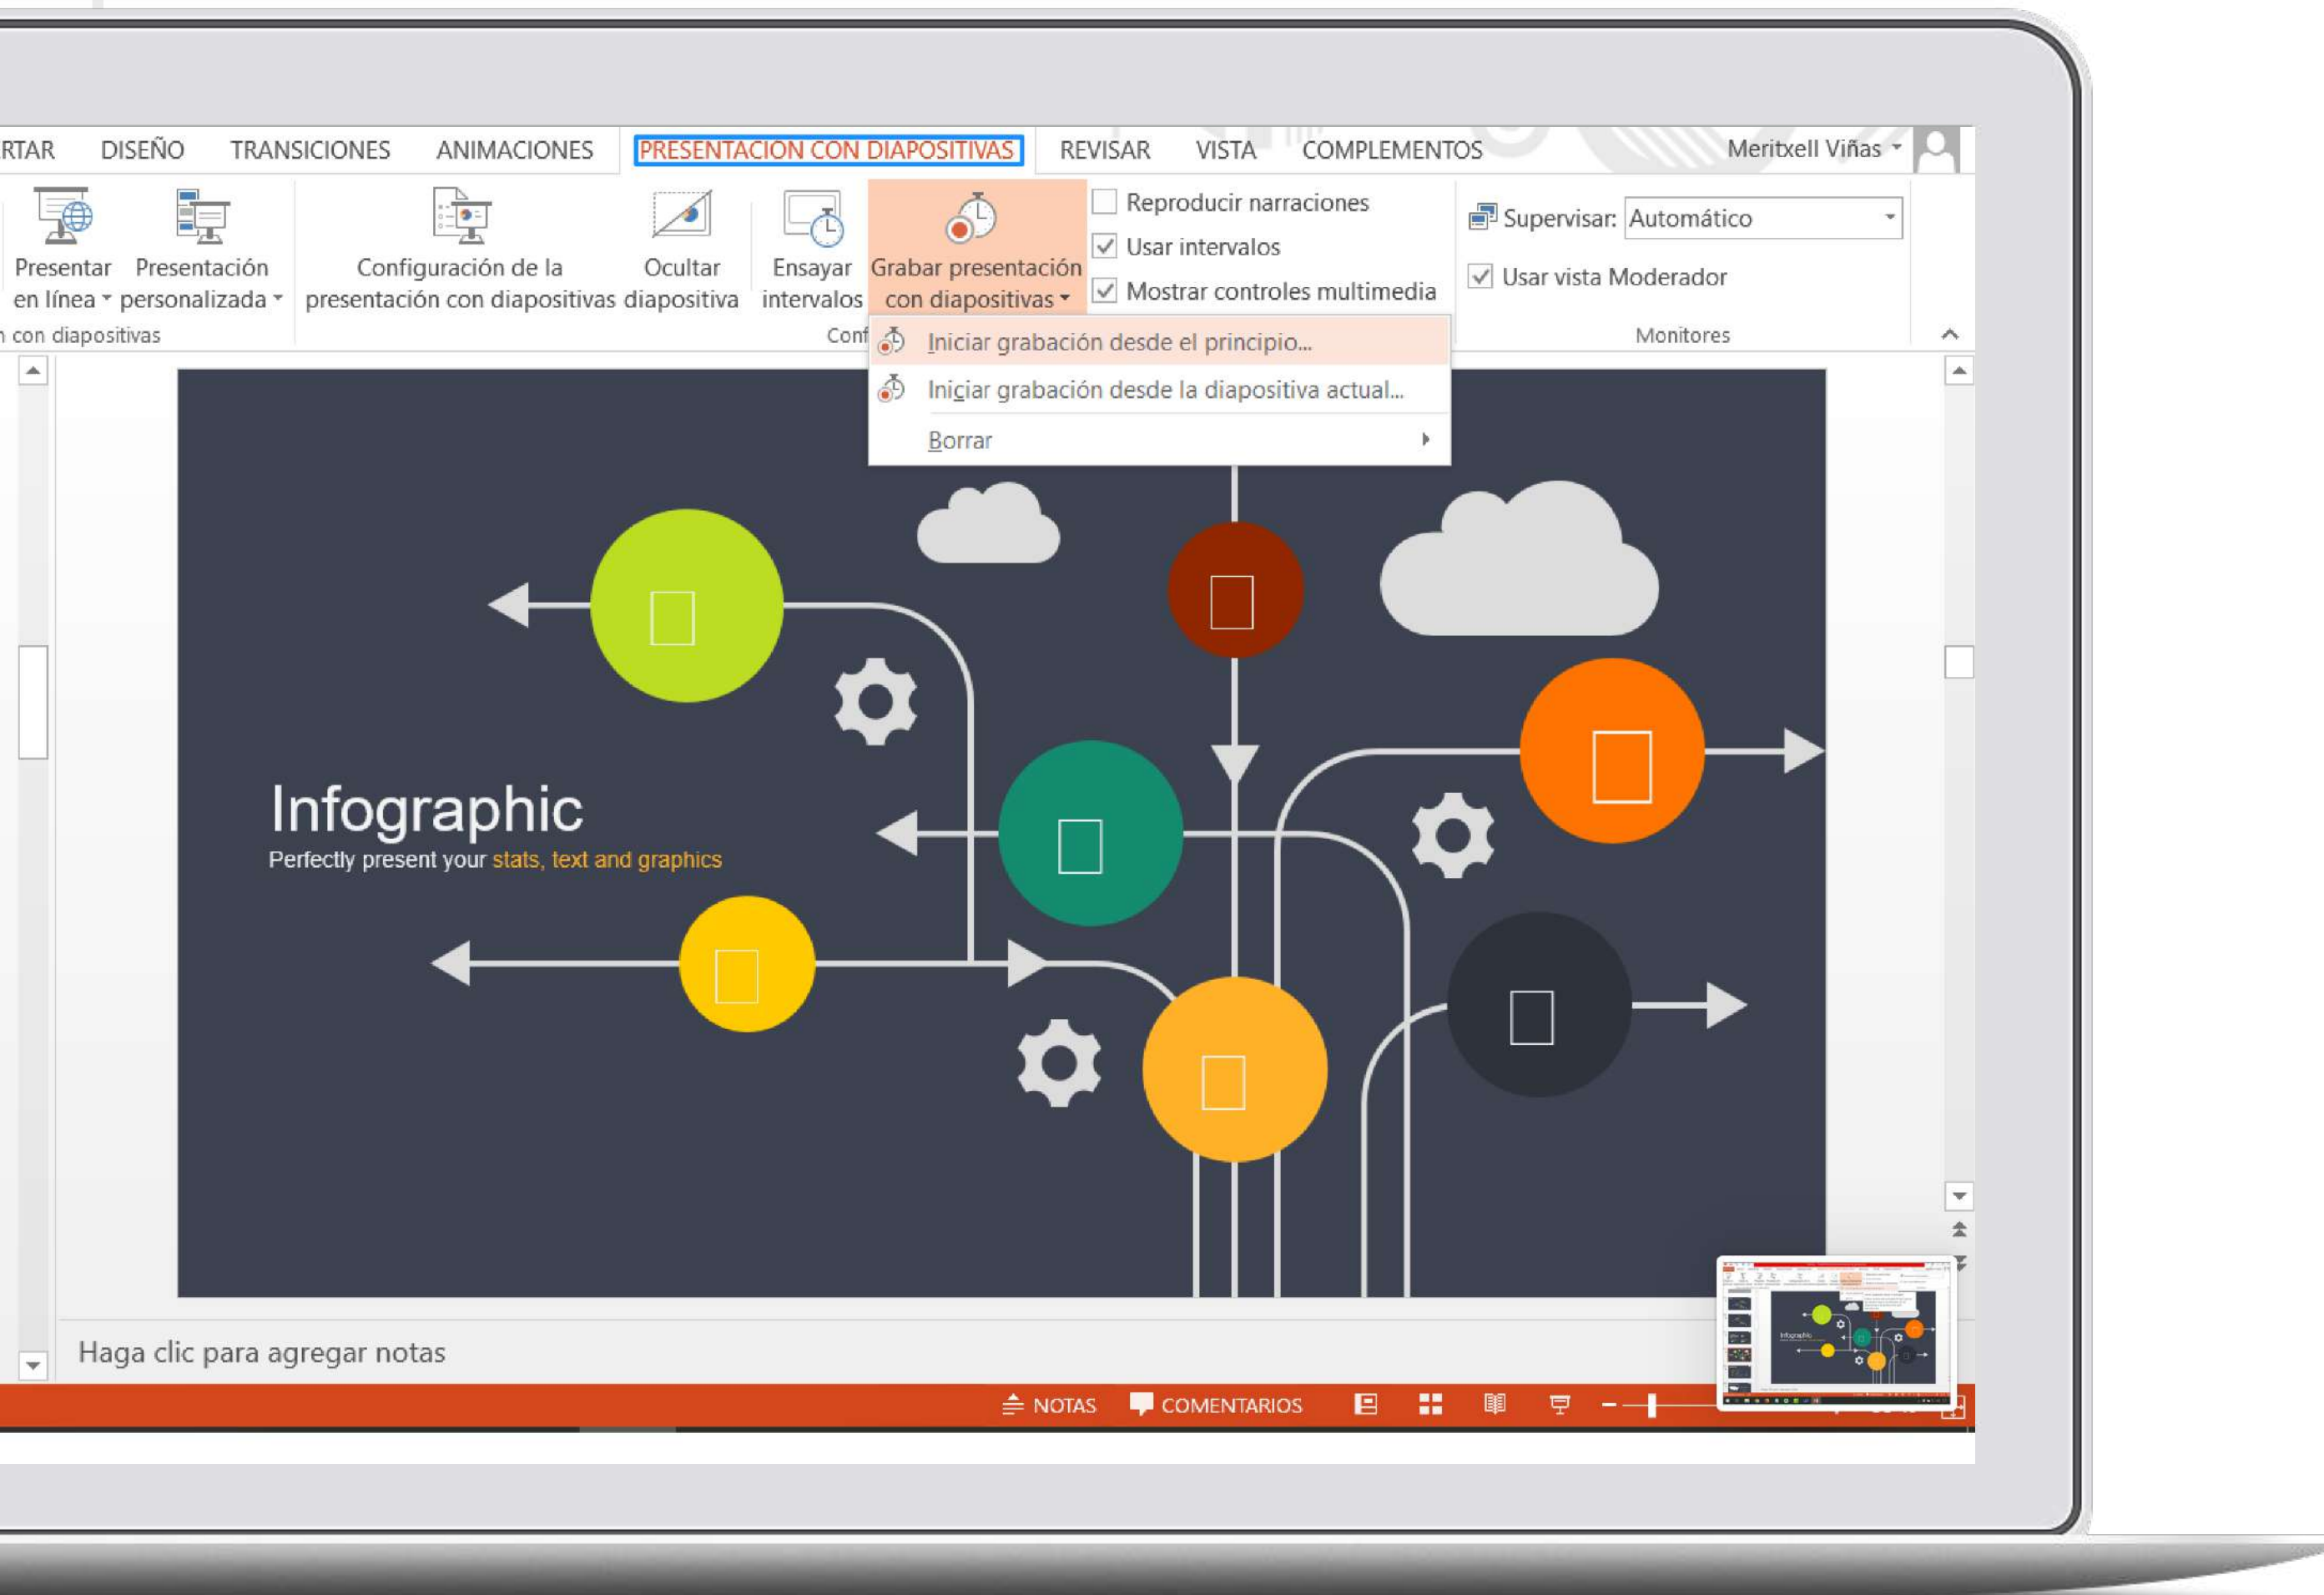 RTAR DISEÑO TRANSICIONES ANIMACIONES PRESENTACIÓN CON DIAPOSITIVAS REVISAR VISTA COMPLEMENTOS Meritxell Viñas
Presentar en línea
Presentación personalizada
Configuración de la presentación con diapositivas
Ocultar diapositiva
Ensayar intervalos
Grabar presentación con diapositivas
Reproducir narraciones
Usar intervalos
Mostrar controles multimedia
Supervisar: Automático
Usar vista Moderador
con diapositivas
Conf
Monitores
Iniciar grabación desde el principio...
Iniciar grabación desde la diapositiva actual...
Borrar
Infographic
Perfectly present your stats, text and graphics
Haga clic para agregar notas
NOTAS COMENTARIOS